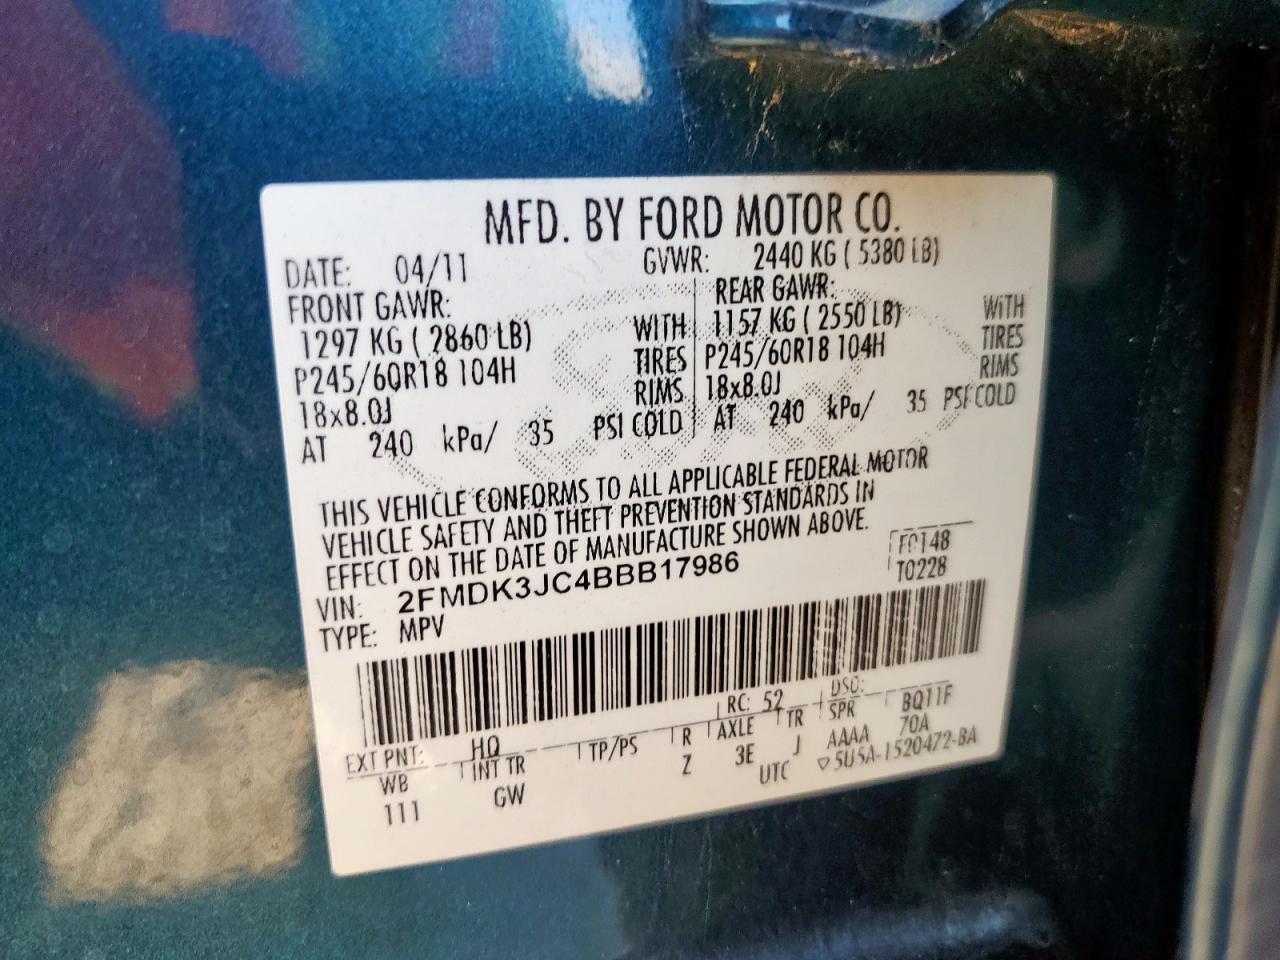 MFD. BY FORD MOTOR CO.
DATE: 04/11 GVWR: 2440 KG ( 5380 LB)
FRONT GAWR: REAR GAWR:
1297 KG ( 2860 LB) WITH 1157 KG ( 2550 LB) WITH
P245/60R18 104H TIRES P245/60R18 104H TIRES
18x8.0J RIMS 18x8.0J RIMS
AT 240 kPa/ 35 PSI COLD AT 240 kPa/ 35 PSI COLD
THIS VEHICLE CONFORMS TO ALL APPLICABLE FEDERAL MOTOR
VEHICLE SAFETY AND THEFT PREVENTION STANDARDS IN
EFFECT ON THE DATE OF MANUFACTURE SHOWN ABOVE.
VIN: 2FMDK3JC4BBB17986 T0228
TYPE: MPV
EXT PNT: HQ RC: 52 DSO: BQ11F
WB INT TR TP/PS R AXLE TR SPR 70A
111 GW Z 3E J AAAA
UTC ▽5U5A-1520472-BA